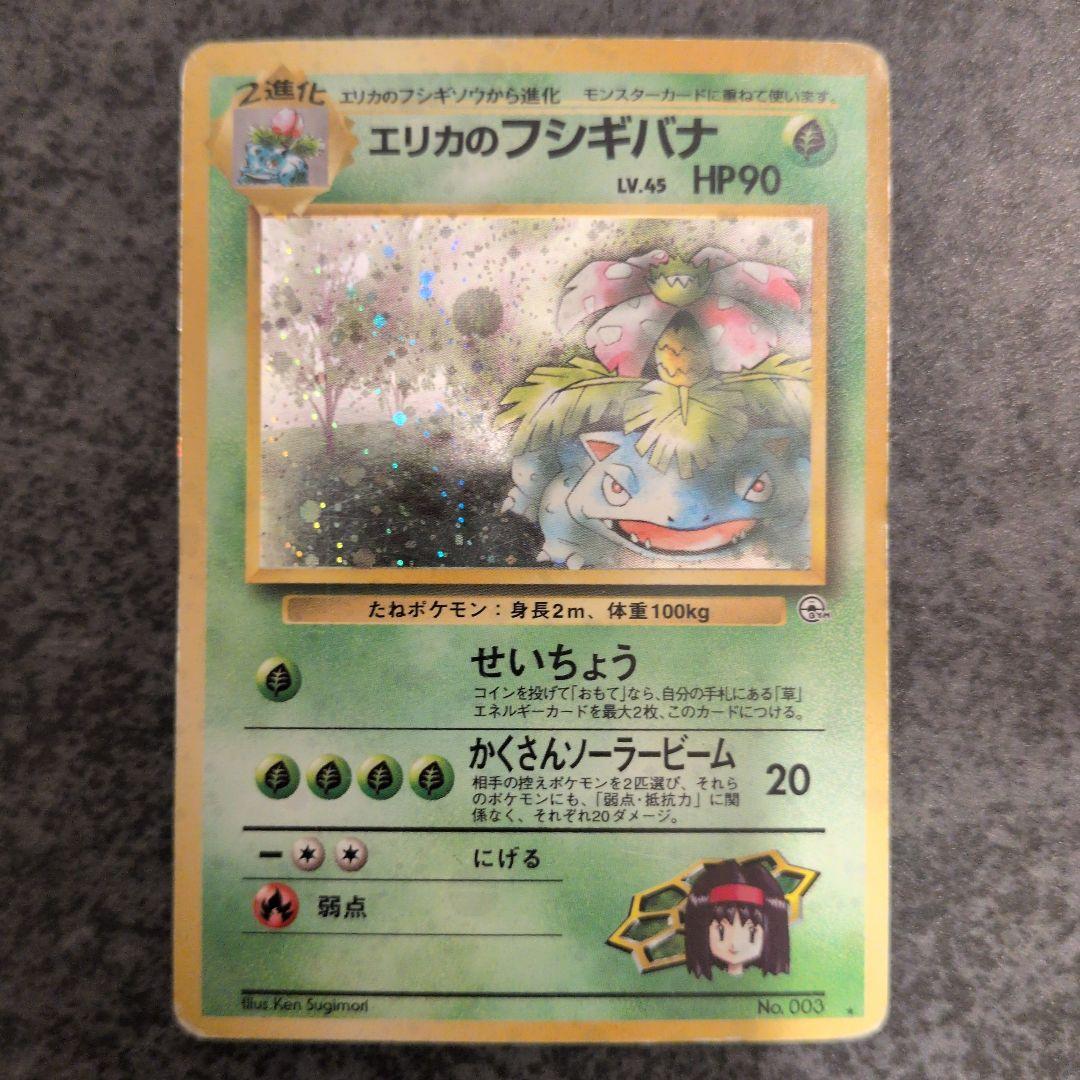 2進化
エリカのフシギソウから進化 モンスターカードに重ねて使います。
エリカのフシギバナ
LV.45 HP90
たねポケモン：身長2m、体重100kg
GYM
せいちょう
コインを投げて「おもて」なら、自分の手札にある「草」
エネルギーカードを最大2枚、このカードにつける。
かくさんソーラービーム 20
相手の控えポケモンを2匹選び、それら
のポケモンにも、「弱点・抵抗力」に関
係なく、それぞれ20ダメージ。
にげる
弱点
Illus. Ken Sugimori
No. 003 ★